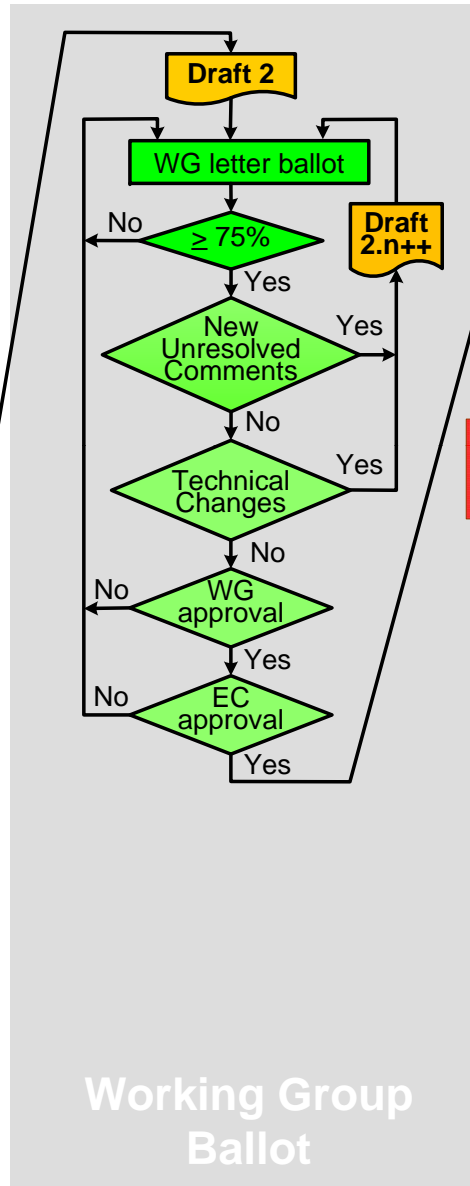 Draft 2
WG letter ballot
No
≥ 75%
Draft
2.n++
Yes
New
Unresolved
Comments
Yes
No
Technical
Changes
Yes
No
No
WG
approval
Yes
No
EC
approval
Yes
Working Group
Ballot